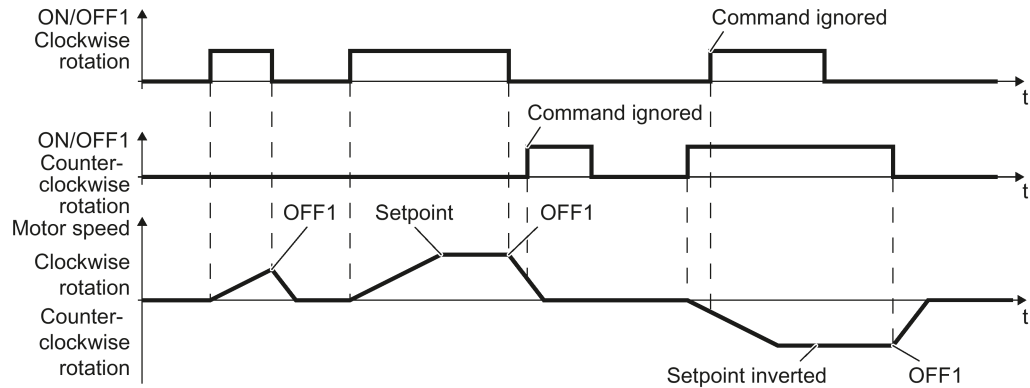 ON/OFF1
Clockwise
rotation
Command ignored
t
ON/OFF1
Counter-
clockwise
rotation
Command ignored
t
Motor speed
Clockwise
rotation
Counter-
clockwise
rotation
OFF1
Setpoint
OFF1
t
Setpoint inverted
OFF1